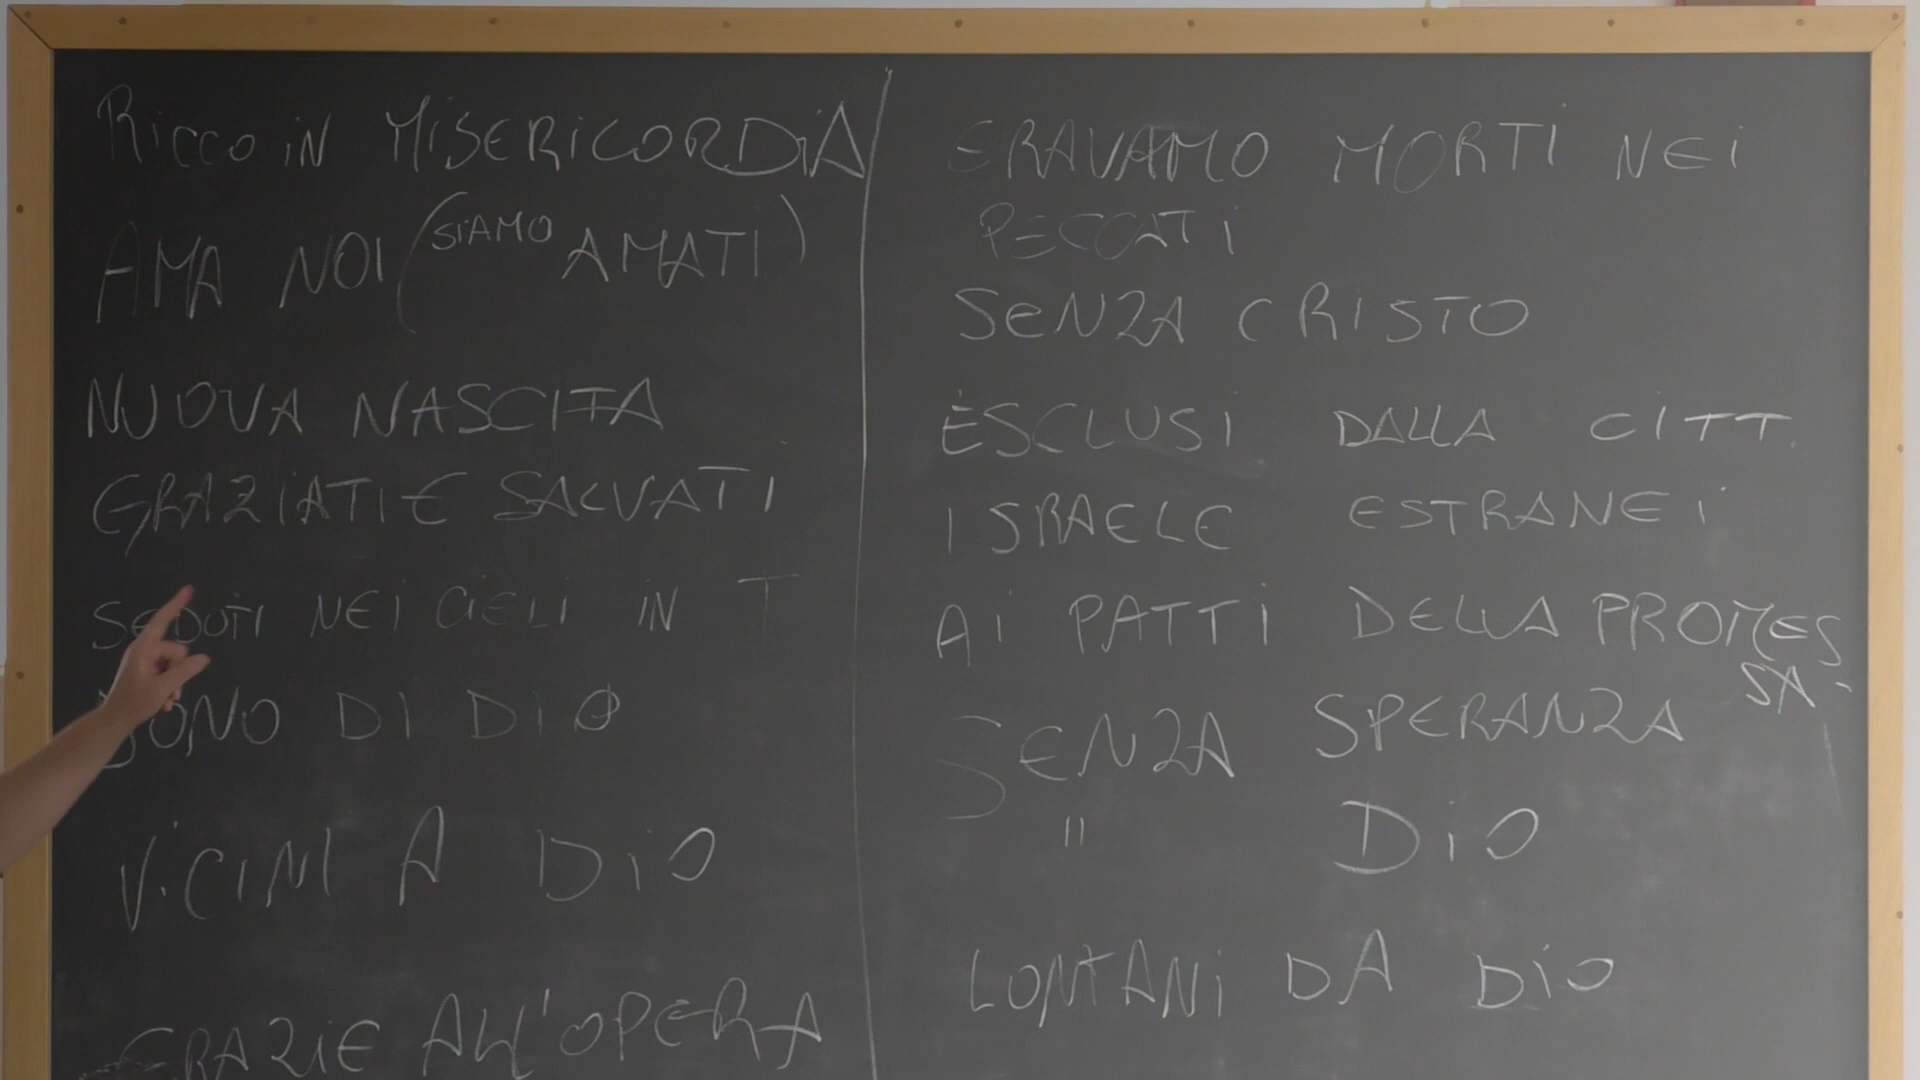 RICCO IN MISERICORDIA
AMA NOI (SIAMO AMATI)
NUOVA NASCITA
GRAZIATI E SALVATI
SEDUTI NEI CIELI IN T
DONO DI DIO
VICINI A DIO
GRAZIE ALL'OPERA
ERAVAMO MORTI NEI
PECCATI
SENZA CRISTO
ESCLUSI DALLA CITT.
ISRAELE ESTRANEI
AI PATTI DELLA PROMES
SA-
SENZA SPERANZA
" DIO
LONTANI DA DIO